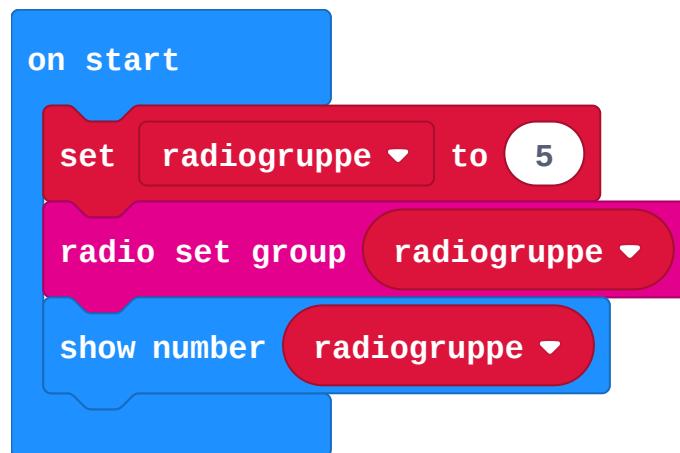 on start
set radiogruppe to 5
radio set group radiogruppe
show number radiogruppe